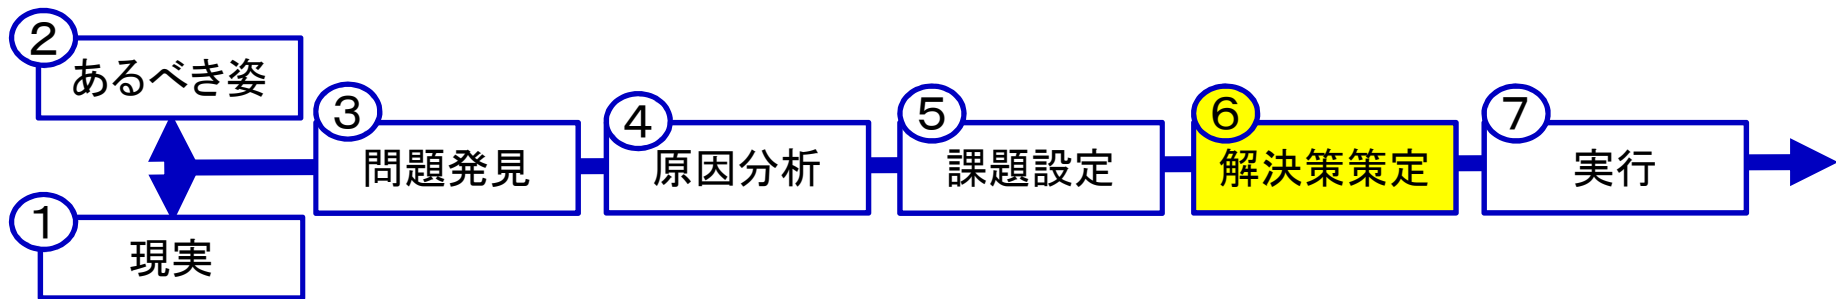 ②
あるべき姿
①
現実
③
問題発見
④
原因分析
⑤
課題設定
⑥
解決策策定
⑦
実行